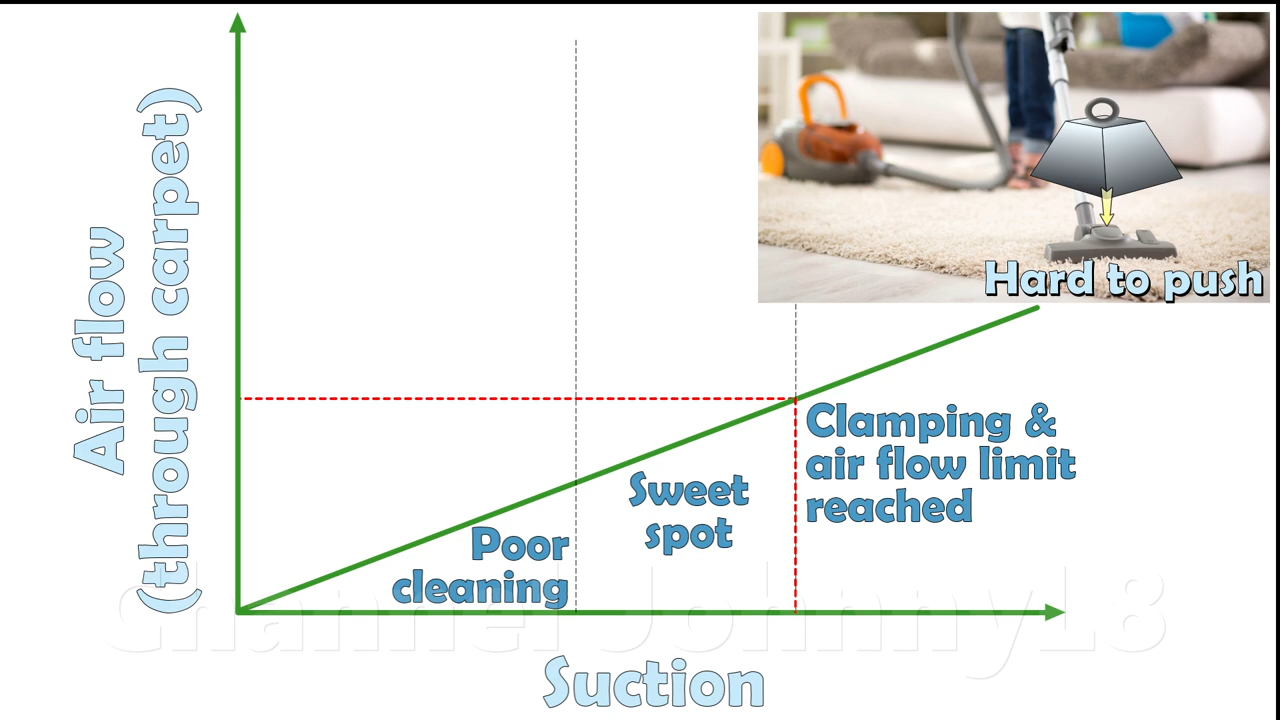 Air flow
(through carpet)
Hard to push
Clamping &
air flow limit
reached
Sweet
spot
Poor
cleaning
Channel Johnny18
Suction